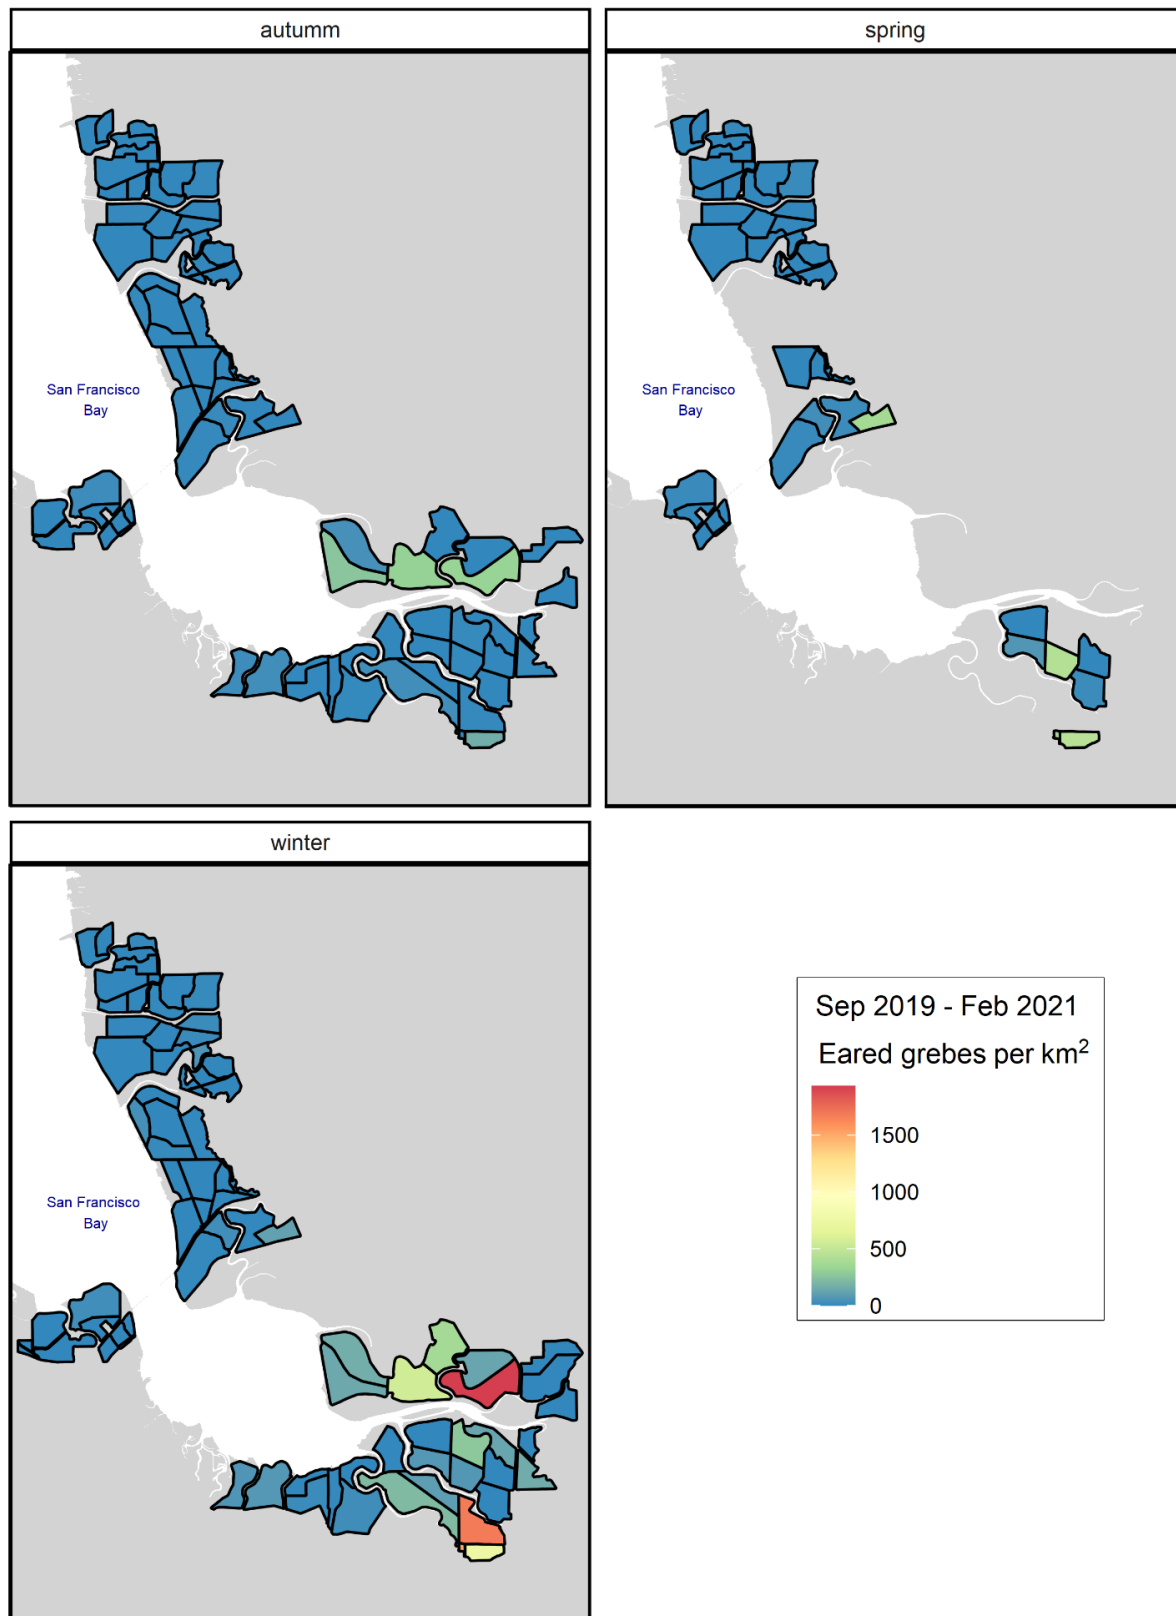 autumm
spring
San Francisco
Bay
San Francisco
Bay
winter
San Francisco
Bay
Sep 2019 - Feb 2021
Eared grebes per km²
1500
1000
500
0